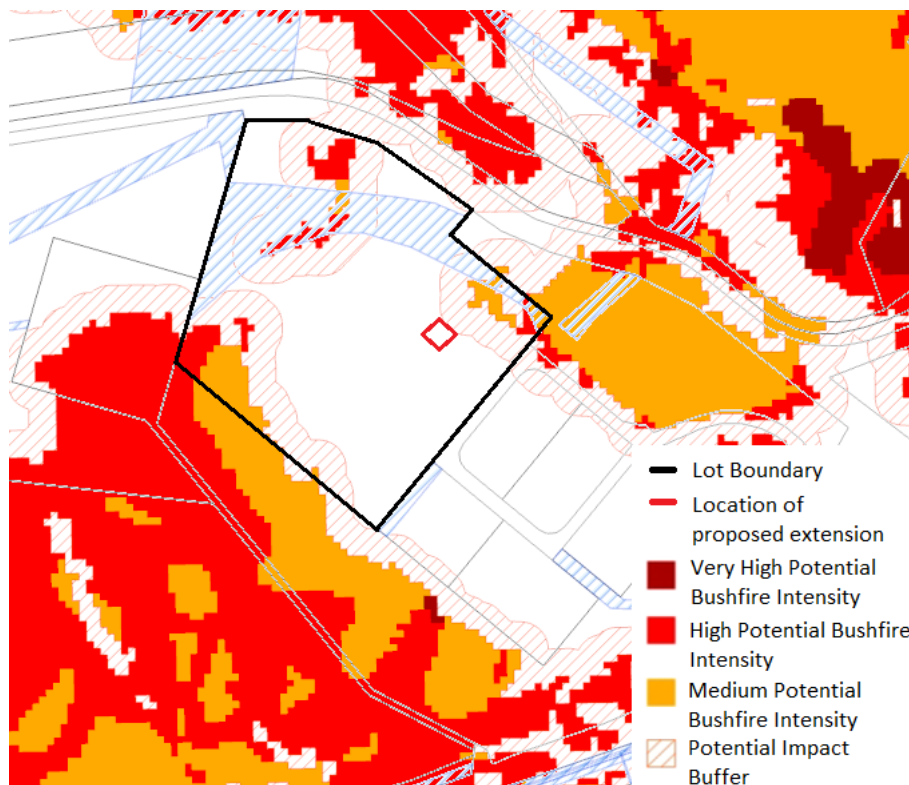 Lot Boundary
Location of
proposed extension
Very High Potential
Bushfire Intensity
High Potential Bushfire
Intensity
Medium Potential
Bushfire Intensity
Potential Impact
Buffer